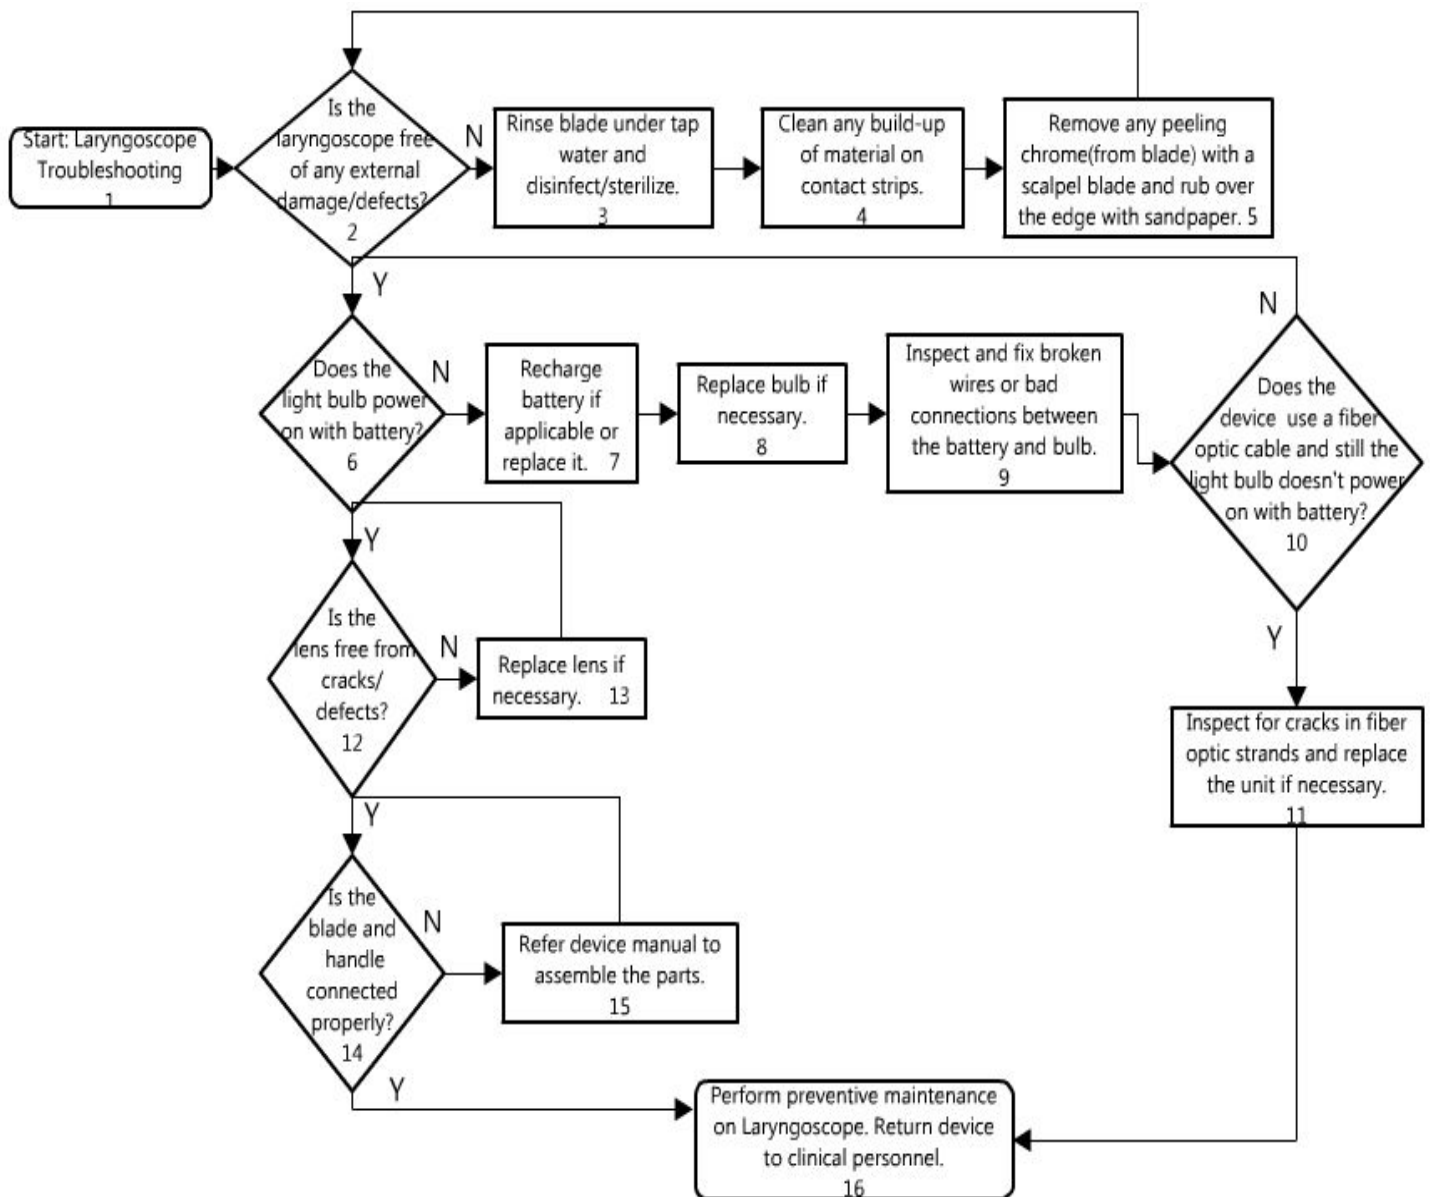 Start: Laryngoscope
Troubleshooting
1
Is the
laryngoscope free
of any external
damage/defects?
2
N
Rinse blade under tap
water and
disinfect/sterilize.
3
Clean any build-up
of material on
contact strips.
4
Remove any peeling
chrome(from blade) with a
scalpel blade and rub over
the edge with sandpaper. 5
Y
Does the
light bulb power
on with battery?
6
N
Recharge
battery if
applicable or
replace it. 7
Replace bulb if
necessary.
8
Inspect and fix broken
wires or bad
connections between
the battery and bulb.
9
N
Does the
device use a fiber
optic cable and still the
light bulb doesn't power
on with battery?
10
Y
Inspect for cracks in fiber
optic strands and replace
the unit if necessary.
11
Y
Is the
lens free from
cracks/
defects?
12
N
Replace lens if
necessary. 13
Y
Is the
blade and
handle
connected
properly?
14
N
Refer device manual to
assemble the parts.
15
Y
Perform preventive maintenance
on Laryngoscope. Return device
to clinical personnel.
16